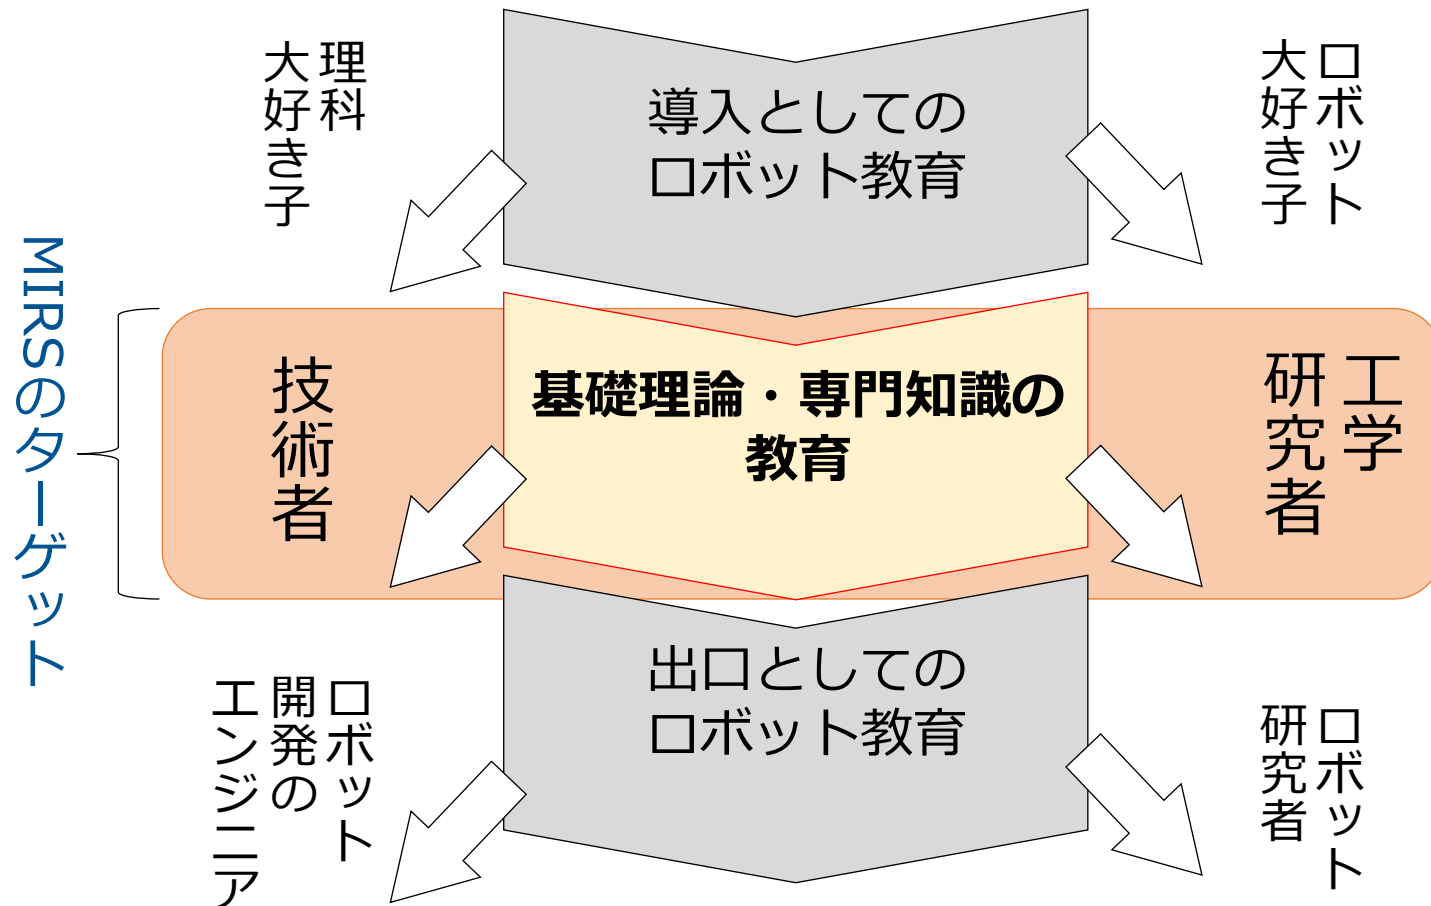 理科
大好き子
導入としての
ロボット教育
ロボット
大好き子
MIRSのターゲット
技術者
基礎理論・専門知識の
教育
工学
研究者
ロボット
開発の
エンジニア
出口としての
ロボット教育
ロボット
研究者